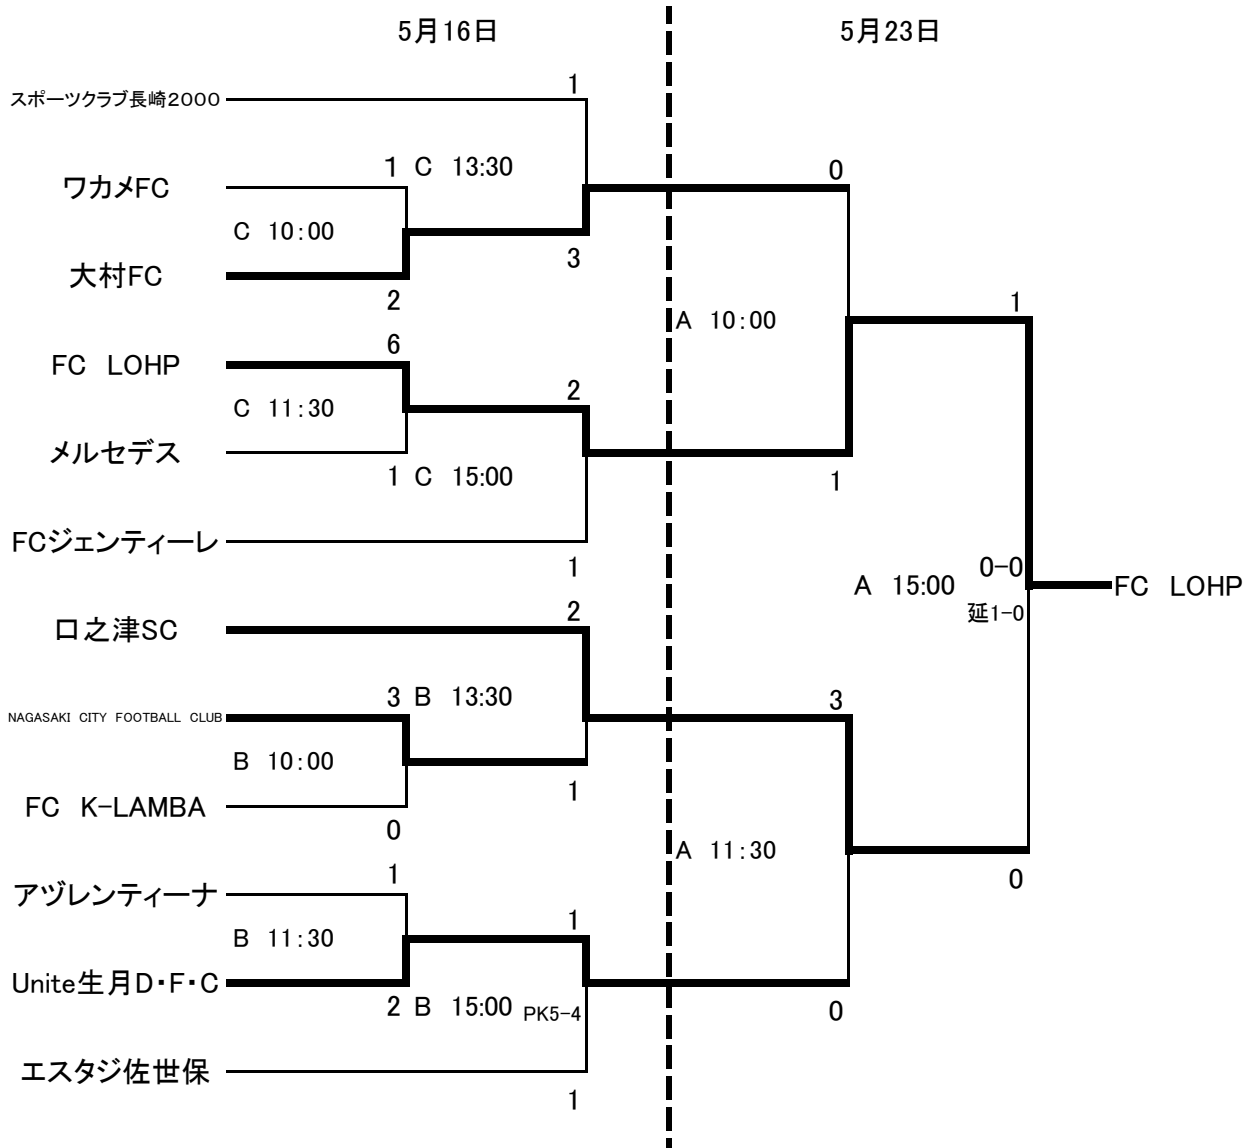 5月16日
5月23日
スポーツクラブ長崎2000
1
ワカメFC
1
C 13:30
0
C 10:00
大村FC
2
3
A 10:00
1
FC LOHP
6
2
C 11:30
メルセデス
1
C 15:00
1
FCジェンティーレ
1
A 15:00
0-0
延1-0
FC LOHP
口之津SC
2
NAGASAKI CITY FOOTBALL CLUB
3
B 13:30
3
B 10:00
FC K-LAMBA
0
1
A 11:30
0
アヅレンティーナ
1
1
B 11:30
Unite生月D・F・C
2
B 15:00
PK5-4
0
エスタジ佐世保
1